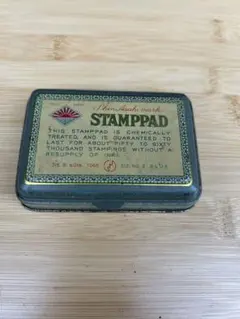 STAMPPAD
THIS STAMPPAD IS CHEMICALLY
TREATED, AND IS GUARANTEED TO
LAST FOR ABOUT FIFTY TO SIXTY
THOUSAND STAMPINGS WITHOUT A
RESUPPLY OF INK.